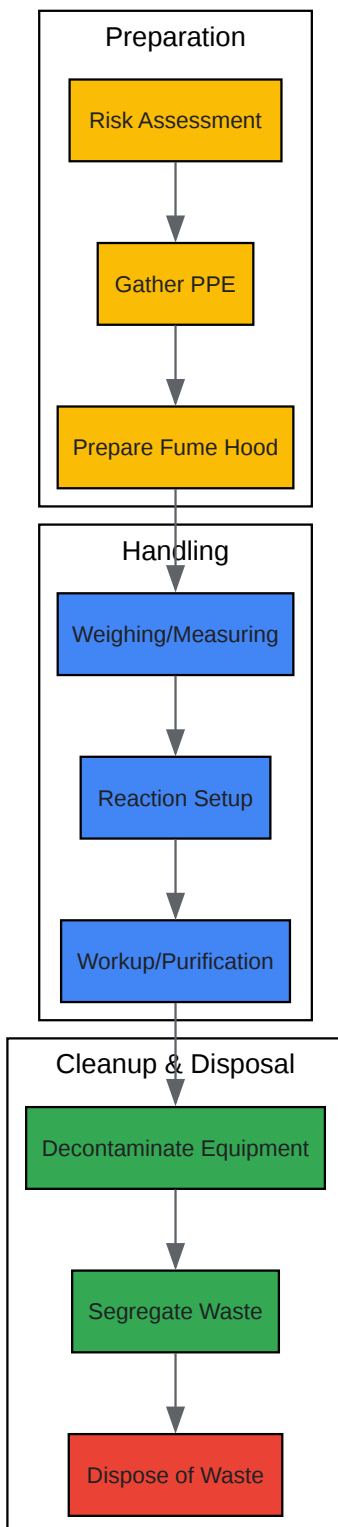 Preparation
Risk Assessment
Gather PPE
Prepare Fume Hood
Handling
Weighing/Measuring
Reaction Setup
Workup/Purification
Cleanup & Disposal
Decontaminate Equipment
Segregate Waste
Dispose of Waste